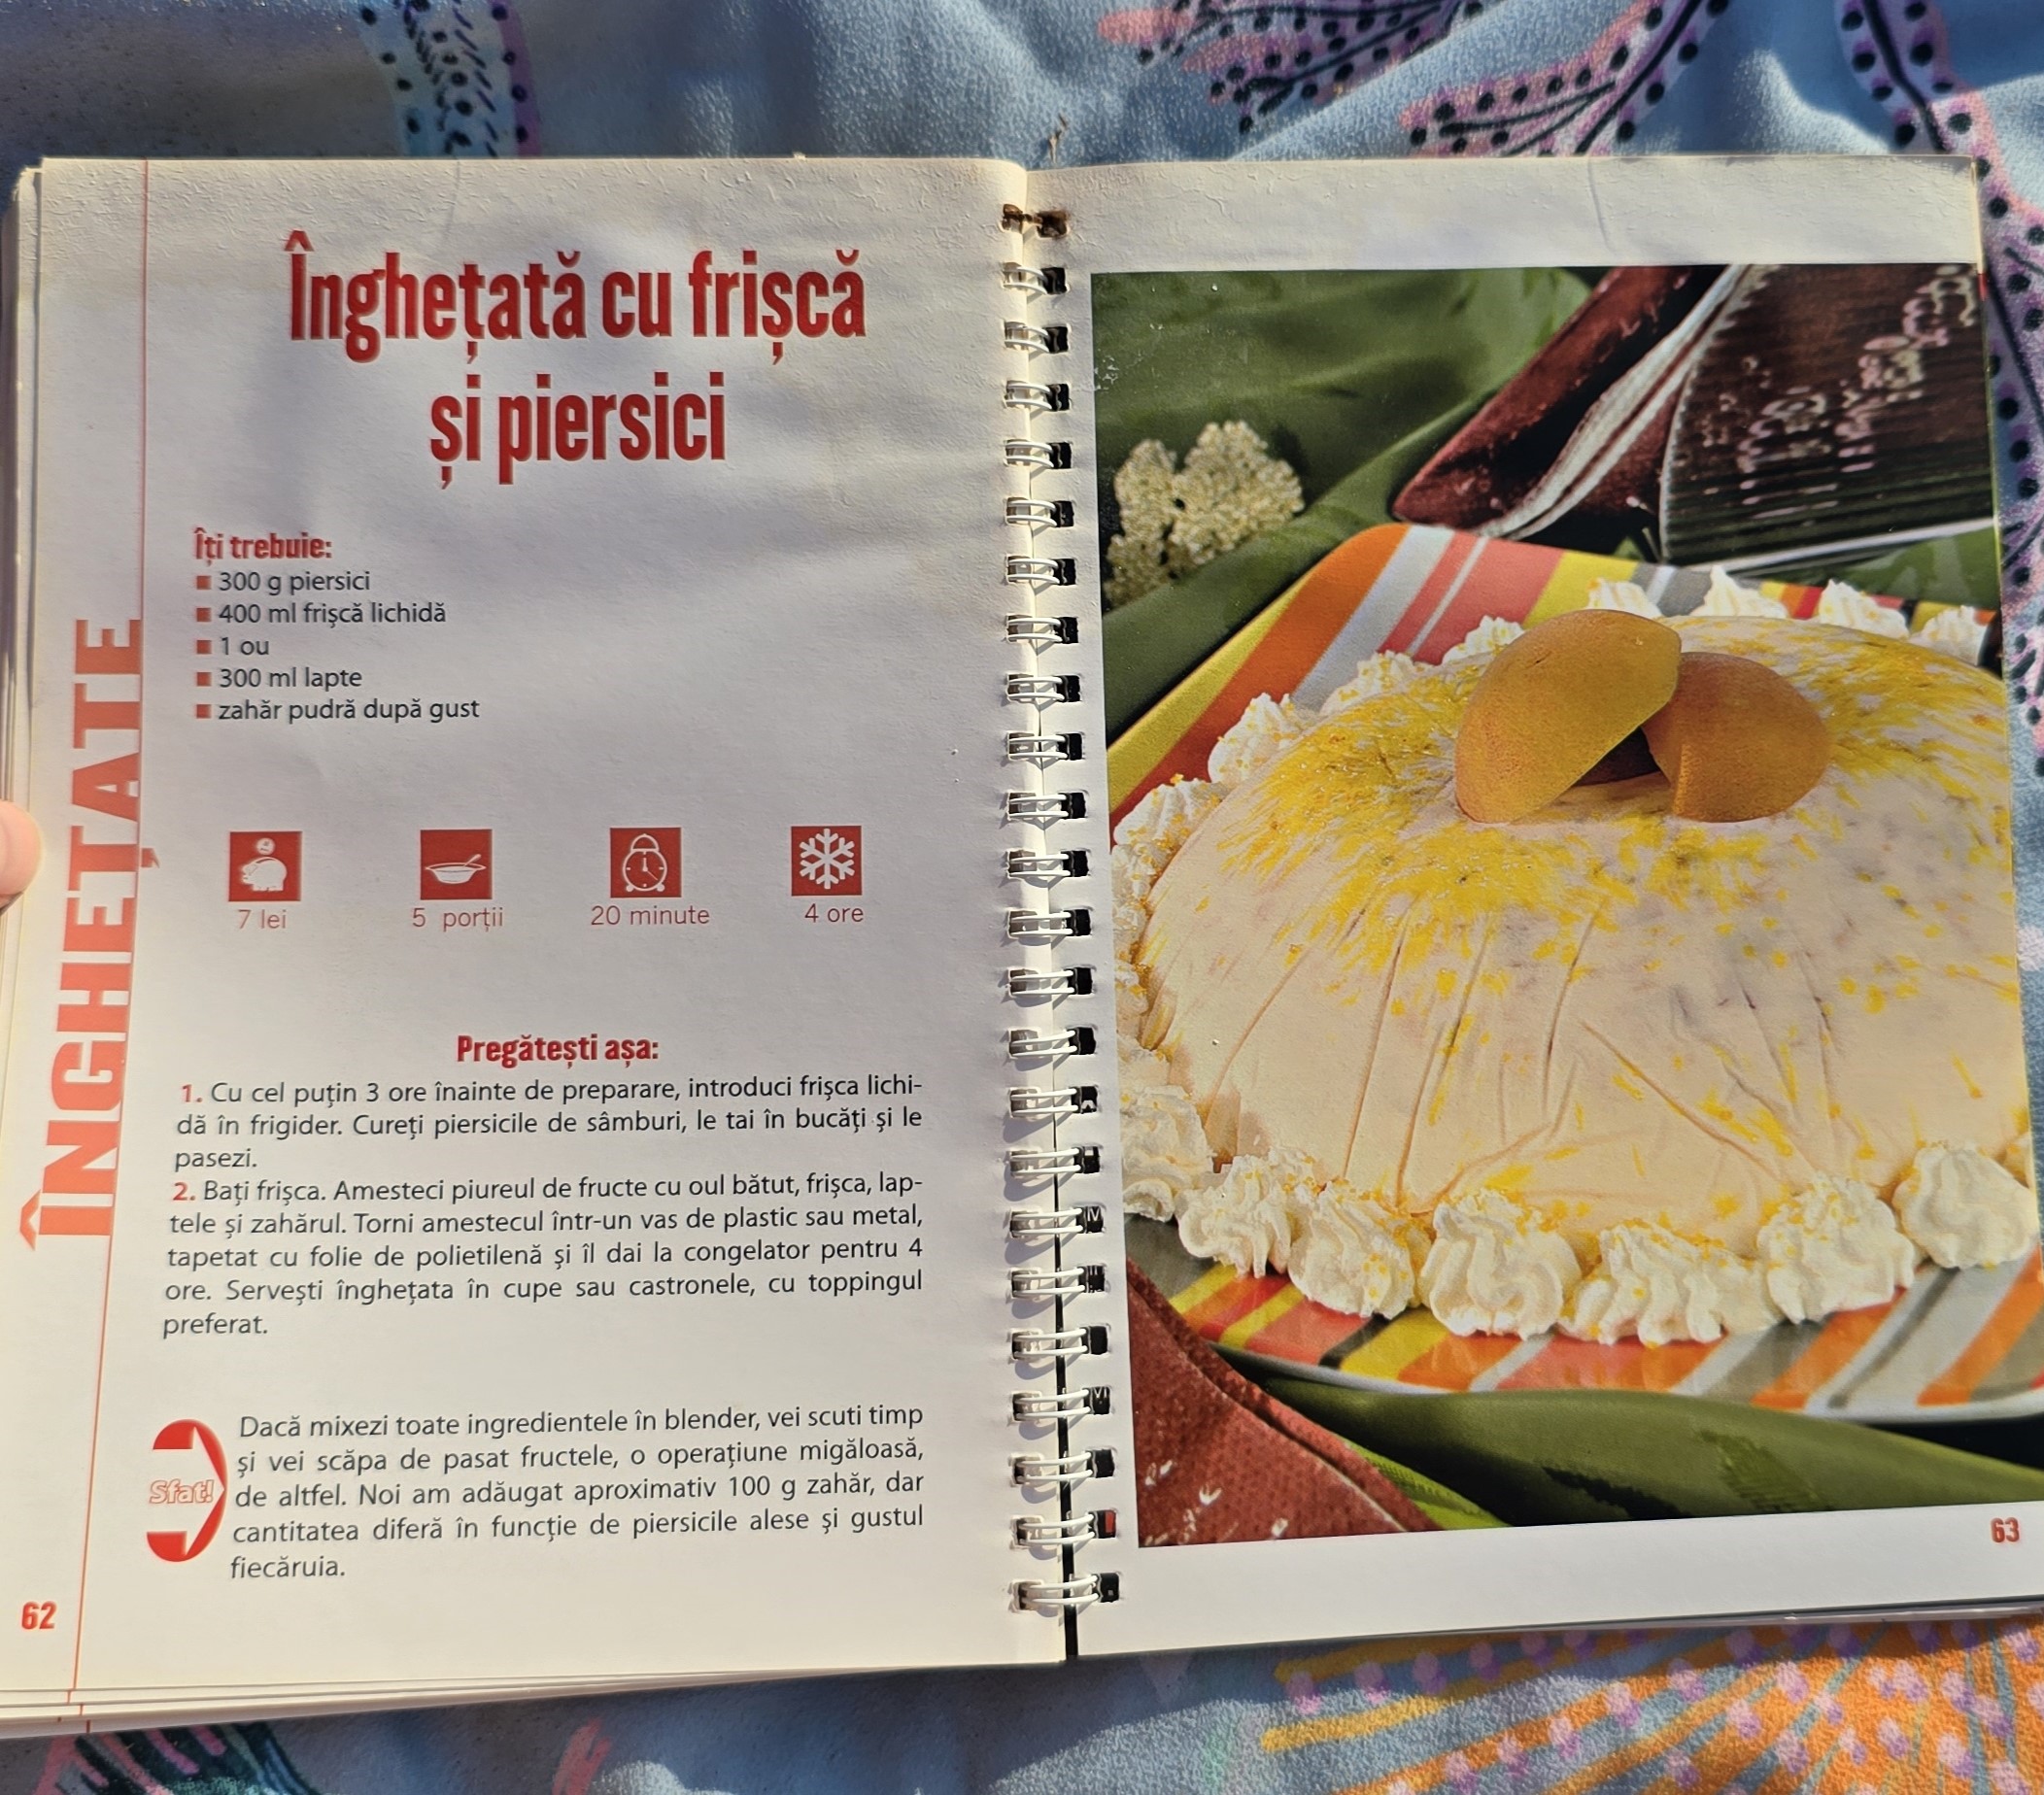 Înghețată cu frișcă
și piersici
Îți trebuie:
■ 300 g piersici
■ 400 ml frișcă lichidă
■ 1 ou
■ 300 ml lapte
■ zahăr pudră după gust
7 lei
5 porții
20 minute
4 ore
Pregătești așa:
1. Cu cel puțin 3 ore înainte de preparare, introduci frișca lichi-
dă în frigider. Cureți piersicile de sâmburi, le tai în bucăți și le
pasezi.
2. Bați frișca. Amesteci piureul de fructe cu oul bătut, frișca, lap-
tele și zahărul. Torni amestecul într-un vas de plastic sau metal,
tapetat cu folie de polietilenă și îl dai la congelator pentru 4
ore. Servești înghețata în cupe sau castronele, cu toppingul
preferat.
Sfat!
Dacă mixezi toate ingredientele în blender, vei scuti timp
și vei scăpa de pasat fructele, o operațiune migăloasă,
de altfel. Noi am adăugat aproximativ 100 g zahăr, dar
cantitatea diferă în funcție de piersicile alese și gustul
fiecăruia.
ÎNGHEȚATE
62
63